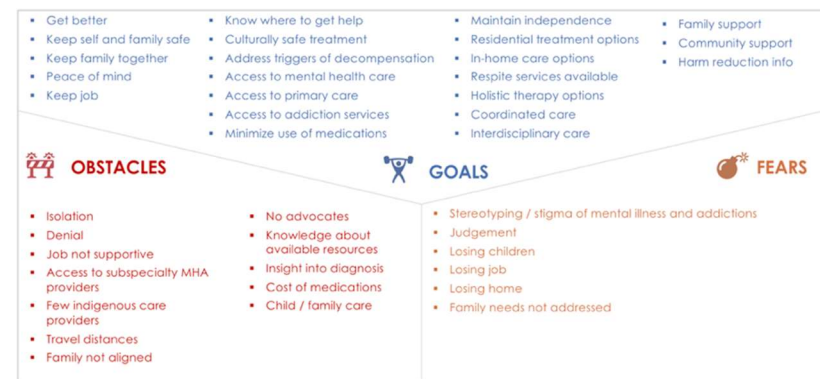 Get better
Keep self and family safe
Keep family together
Peace of mind
Keep job
Know where to get help
Culturally safe treatment
Address triggers of decompensation
Access to mental health care
Access to primary care
Access to addiction services
Minimize use of medications
Maintain independence
Residential treatment options
In-home care options
Respite services available
Holistic therapy options
Coordinated care
Interdisciplinary care
Family support
Community support
Harm reduction info
OBSTACLES
GOALS
FEARS
Isolation
Denial
Job not supportive
Access to subspecialty MHA
providers
Few indigenous care
providers
Travel distances
Family not aligned
No advocates
Knowledge about
available resources
Insight into diagnosis
Cost of medications
Child / family care
Stereotyping / stigma of mental illness and addictions
Judgement
Losing children
Losing job
Losing home
Family needs not addressed